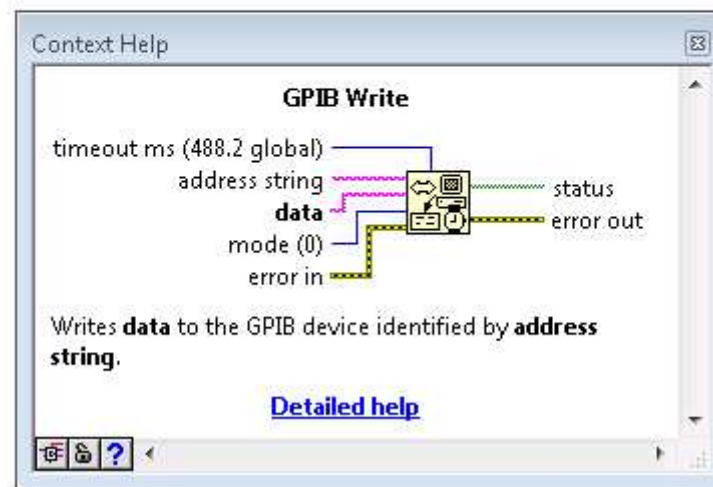 Context Help
GPIB Write
timeout ms (488.2 global)
address string
data
mode (0)
error in
status
error out
Writes data to the GPIB device identified by address
string.
Detailed help
?